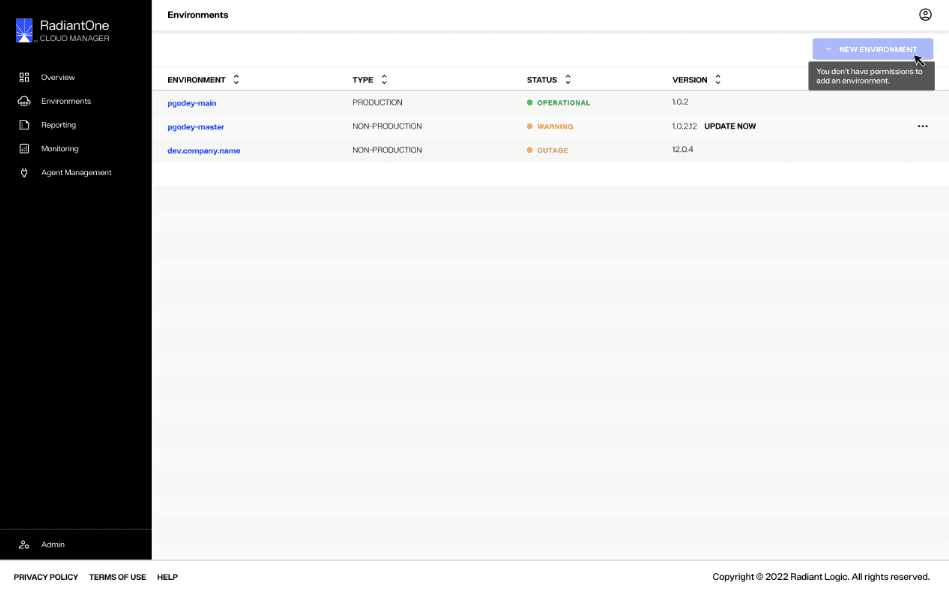 RadiantOne
CLOUD MANAGER
Overview
Environments
Reporting
Monitoring
Agent Management
Admin
Environments
+ NEW ENVIRONMENT
You don't have permissions to
add an environment.
ENVIRONMENT TYPE STATUS VERSION
pgodey-main PRODUCTION OPERATIONAL 1.0.2
pgodey-master NON-PRODUCTION WARNING 1.0.2.12 UPDATE NOW ...
dev.company.name NON-PRODUCTION OUTAGE 12.0.4
PRIVACY POLICY TERMS OF USE HELP Copyright © 2022 Radiant Logic. All rights reserved.